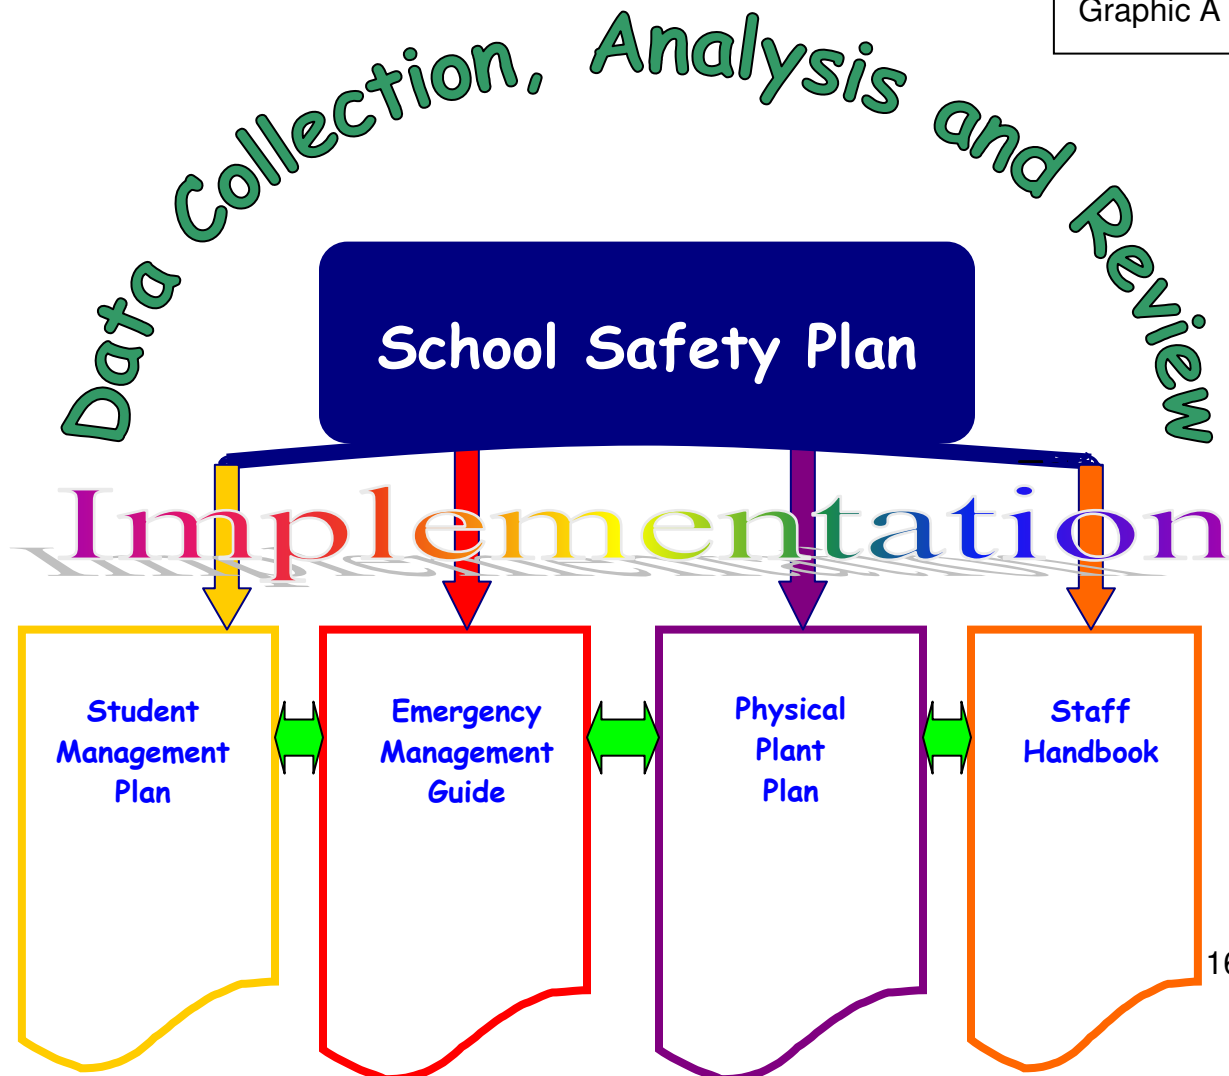 Graphic A
Data Collection, Analysis and Review
School Safety Plan
Implementation
Student
Management
Plan
Emergency
Management
Guide
Physical
Plant
Plan
Staff
Handbook
16